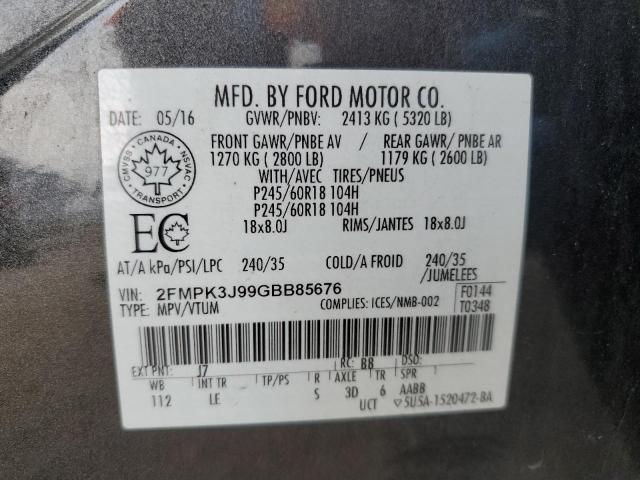 MFD. BY FORD MOTOR CO.
DATE: 05/16 GVWR/PNBV: 2413 KG ( 5320 LB)
FRONT GAWR/PNBE AV / REAR GAWR/ PNBE AR
1270 KG ( 2800 LB) 1179 KG ( 2600 LB)
WITH/AVEC TIRES/PNEUS
P245/60R18 104H
P245/60R18 104H
18x8.0J RIMS/JANTES 18x8.0J
CANADA
CMVSS NSVAC
977
TRANSPORT
EC
AT/A kPa/PSI/LPC 240/35 COLD/A FROID 240/35
/JUMELEES
VIN: 2FMPK3J99GBB85676
TYPE: MPV/VTUM COMPLIES: ICES/NMB-002
F0144
T0348
EXT PNT: J7 RC: B8 DSO:
WB INT TR TP/PS R AXLE TR SPR
112 LE S 3D 6 AABB
UCT ▽5U5A-1520472-BA